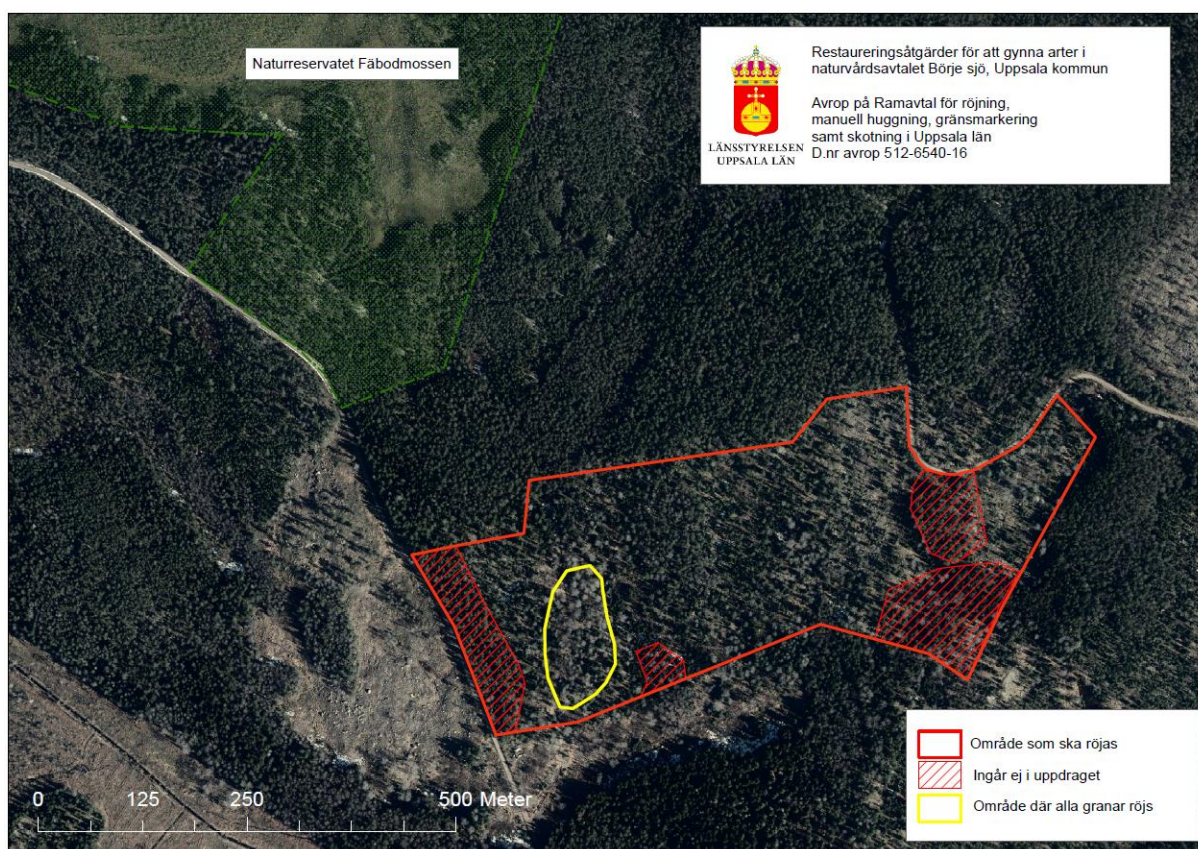 Naturreservatet Fäbodmossen
Restaureringsåtgärder för att gynna arter i
naturvårdsavtalet Börje sjö, Uppsala kommun
Avrop på Ramavtal för röjning,
manuell huggning, gränsmarkering
samt skotning i Uppsala län
D.nr avrop 512-6540-16
LÄNSSTYRELSEN
UPPSALA LÄN
Område som ska röjas
Ingår ej i uppdraget
Område där alla granar röjs
0 125 250 500 Meter